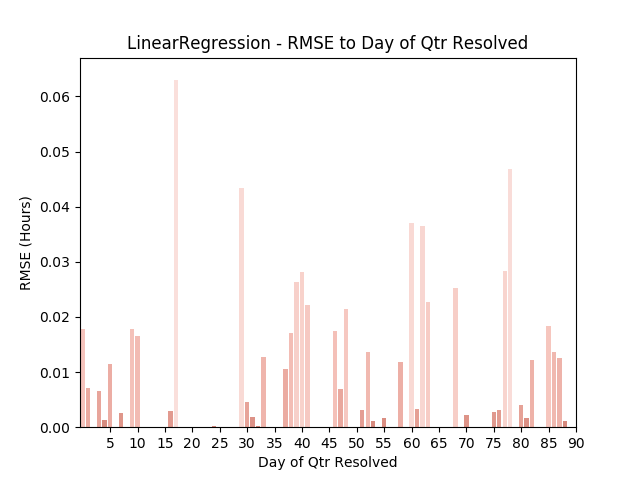 LinearRegression - RMSE to Day of Qtr Resolved
RMSE (Hours)
0.06
0.05
0.04
0.03
0.02
0.01
0.00
5 10 15 20 25 30 35 40 45 50 55 60 65 70 75 80 85 90
Day of Qtr Resolved